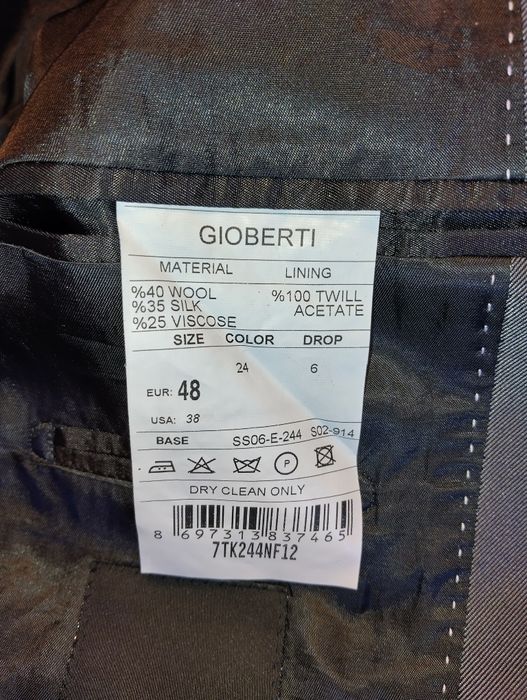 GIOBERTI
MATERIAL LINING
%40 WOOL %100 TWILL
%35 SILK ACETATE
%25 VISCOSE
SIZE COLOR DROP
24 6
EUR: 48
USA: 38
BASE SS06-E-244 S02-914
P
DRY CLEAN ONLY
8 697313 837465
7TK244NF12